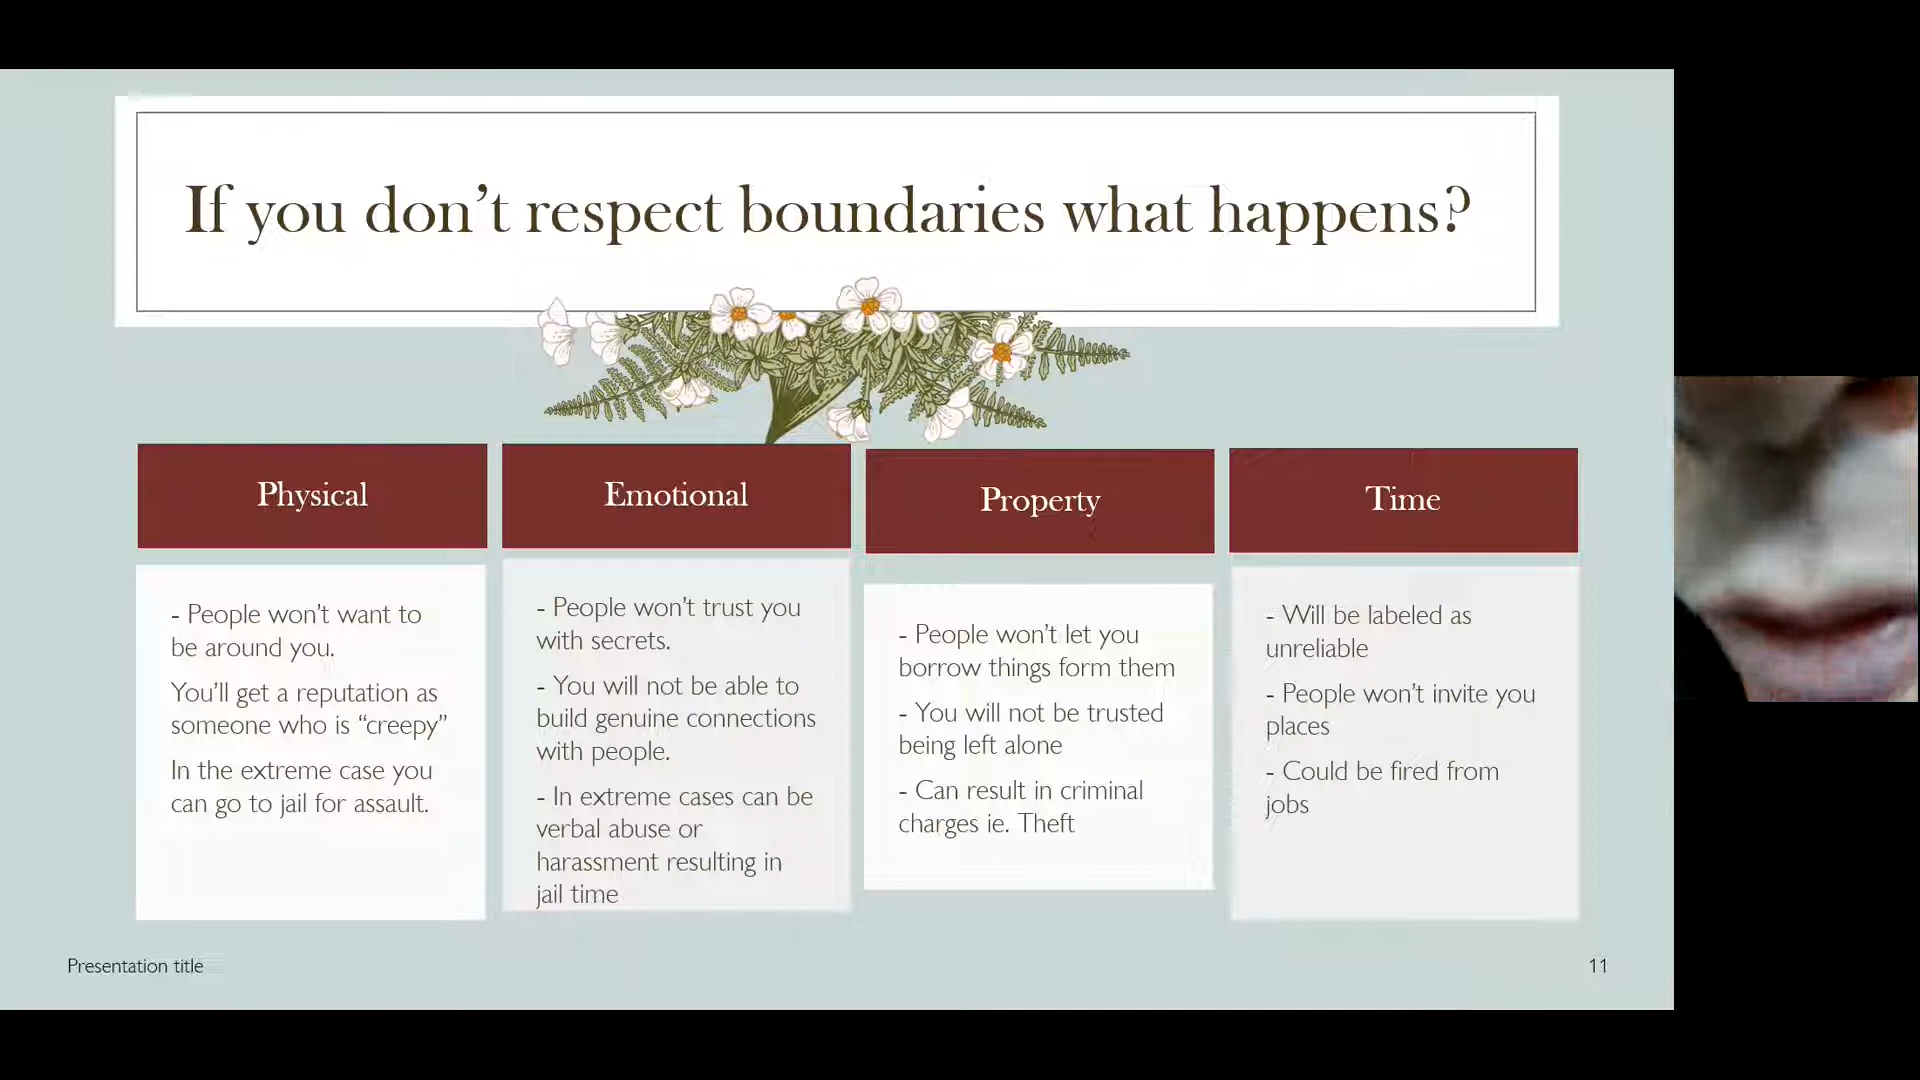 If you don't respect boundaries what happens?
Physical
- People won't want to
be around you.
You'll get a reputation as
someone who is “creepy”
In the extreme case you
can go to jail for assault.
Emotional
- People won't trust you
with secrets.
- You will not be able to
build genuine connections
with people.
- In extreme cases can be
verbal abuse or
harassment resulting in
jail time
Property
- People won't let you
borrow things form them
- You will not be trusted
being left alone
- Can result in criminal
charges ie. Theft
Time
- Will be labeled as
unreliable
- People won't invite you
places
- Could be fired from
jobs
Presentation title
11